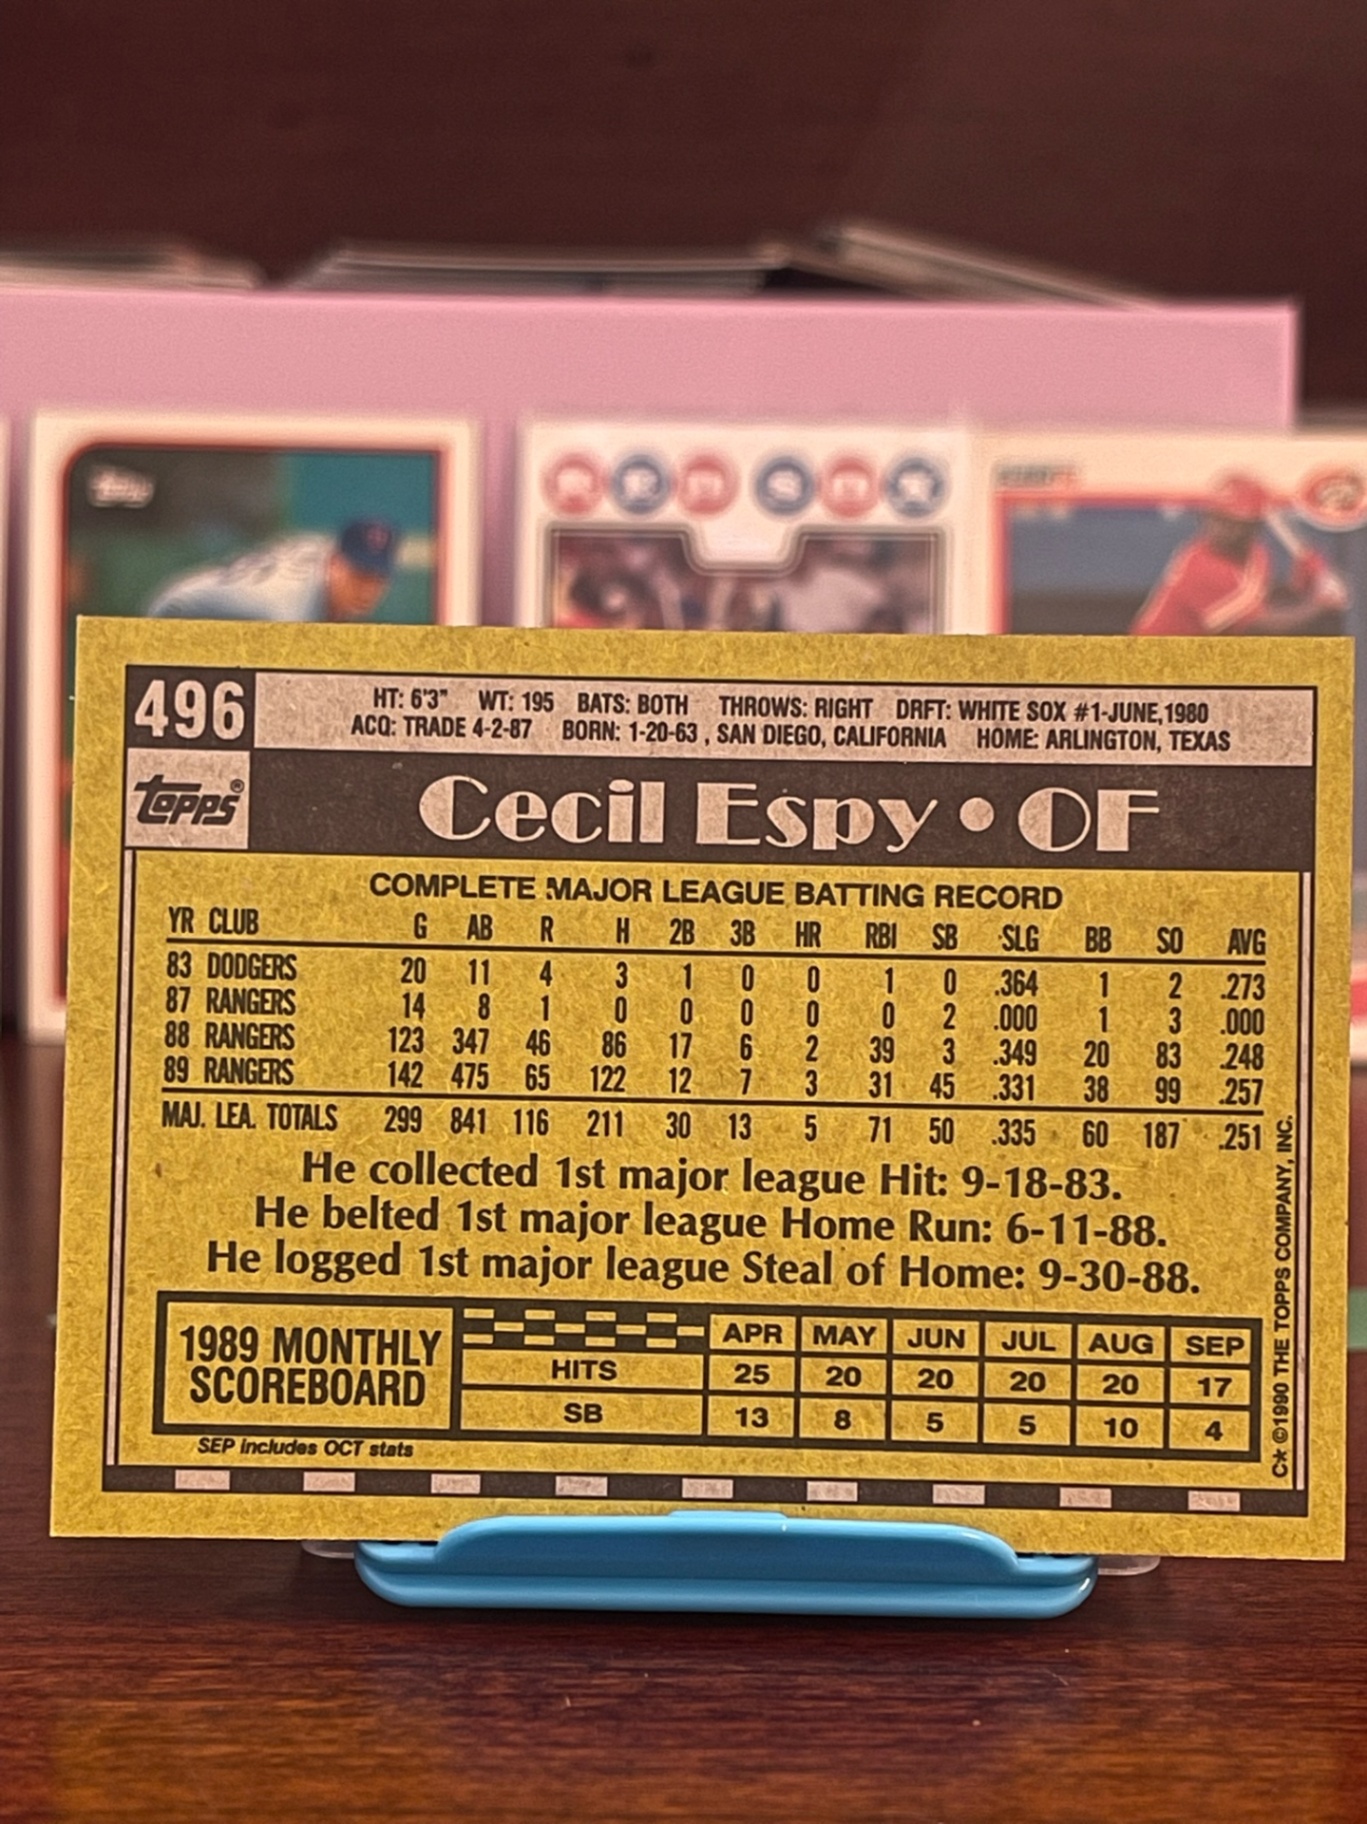 Topps
RED SOX
496
HT: 6'3" WT: 195 BATS: BOTH THROWS: RIGHT DRFT: WHITE SOX #1-JUNE,1980
ACQ: TRADE 4-2-87 BORN: 1-20-63 , SAN DIEGO, CALIFORNIA HOME: ARLINGTON, TEXAS
topps®
Cecil Espy • OF
COMPLETE MAJOR LEAGUE BATTING RECORD
YR CLUB G AB R H 2B 3B HR RBI SB SLG BB SO AVG
83 DODGERS 20 11 4 3 1 0 0 1 0 .364 1 2 .273
87 RANGERS 14 8 1 0 0 0 0 0 2 .000 1 3 .000
88 RANGERS 123 347 46 86 17 6 2 39 3 .349 20 83 .248
89 RANGERS 142 475 65 122 12 7 3 31 45 .331 38 99 .257
MAJ. LEA. TOTALS 299 841 116 211 30 13 5 71 50 .335 60 187 .251
He collected 1st major league Hit: 9-18-83.
He belted 1st major league Home Run: 6-11-88.
He logged 1st major league Steal of Home: 9-30-88.
1989 MONTHLY
SCOREBOARD
APR MAY JUN JUL AUG SEP
HITS 25 20 20 20 20 17
SB 13 8 5 5 10 4
SEP includes OCT stats
C* ©1990 THE TOPPS COMPANY, INC.